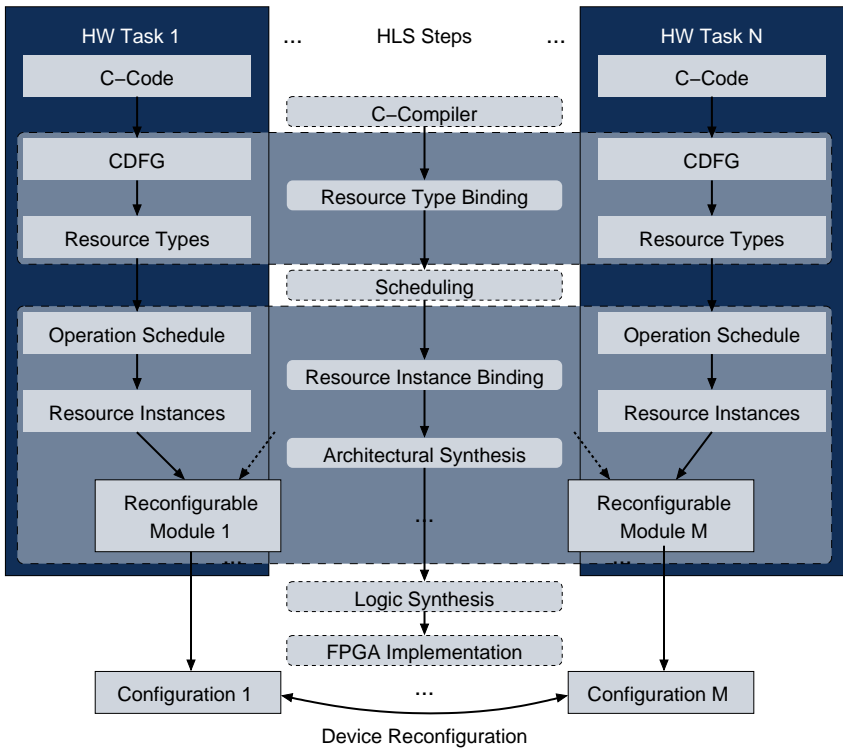 HW Task 1
...
HLS Steps
...
HW Task N
C−Code
C−Code
C−Compiler
CDFG
CDFG
Resource Type Binding
Resource Types
Resource Types
Scheduling
Operation Schedule
Operation Schedule
Resource Instance Binding
Resource Instances
Resource Instances
Architectural Synthesis
Reconfigurable
Module 1
...
Reconfigurable
Module M
...
...
Logic Synthesis
FPGA Implementation
Configuration 1
...
Configuration M
Device Reconfiguration